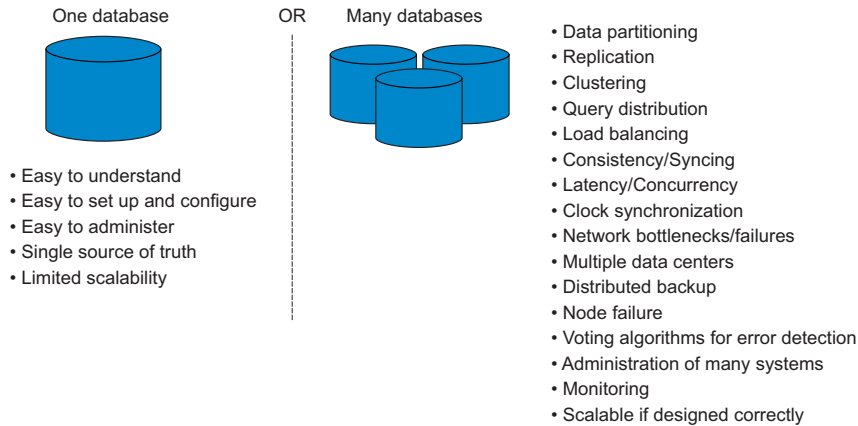 One database
OR
Many databases
• Easy to understand
• Easy to set up and configure
• Easy to administer
• Single source of truth
• Limited scalability
• Data partitioning
• Replication
• Clustering
• Query distribution
• Load balancing
• Consistency/Syncing
• Latency/Concurrency
• Clock synchronization
• Network bottlenecks/failures
• Multiple data centers
• Distributed backup
• Node failure
• Voting algorithms for error detection
• Administration of many systems
• Monitoring
• Scalable if designed correctly